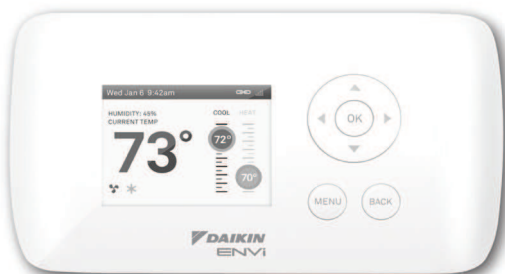 Wed Jan 6 9:42am
HUMIDITY: 45%
CURRENT TEMP
73°
COOL HEAT
72°
70°
OK
MENU BACK
DAIKIN
ENVi